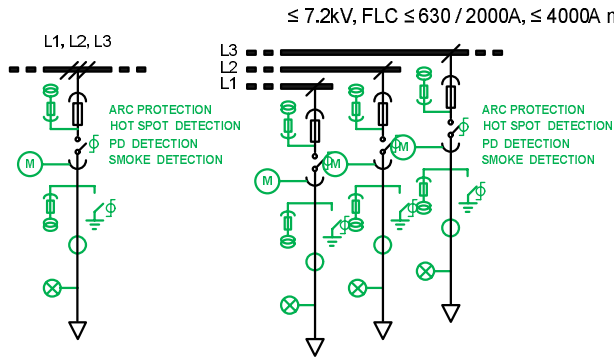 ≤ 7.2kV, FLC ≤ 630 / 2000A, ≤ 4000A
L1, L2, L3
L3
L2
L1
ARC PROTECTION
HOT SPOT DETECTION
PD DETECTION
SMOKE DETECTION
ARC PROTECTION
HOT SPOT DETECTION
PD DETECTION
SMOKE DETECTION
M
M
M
M